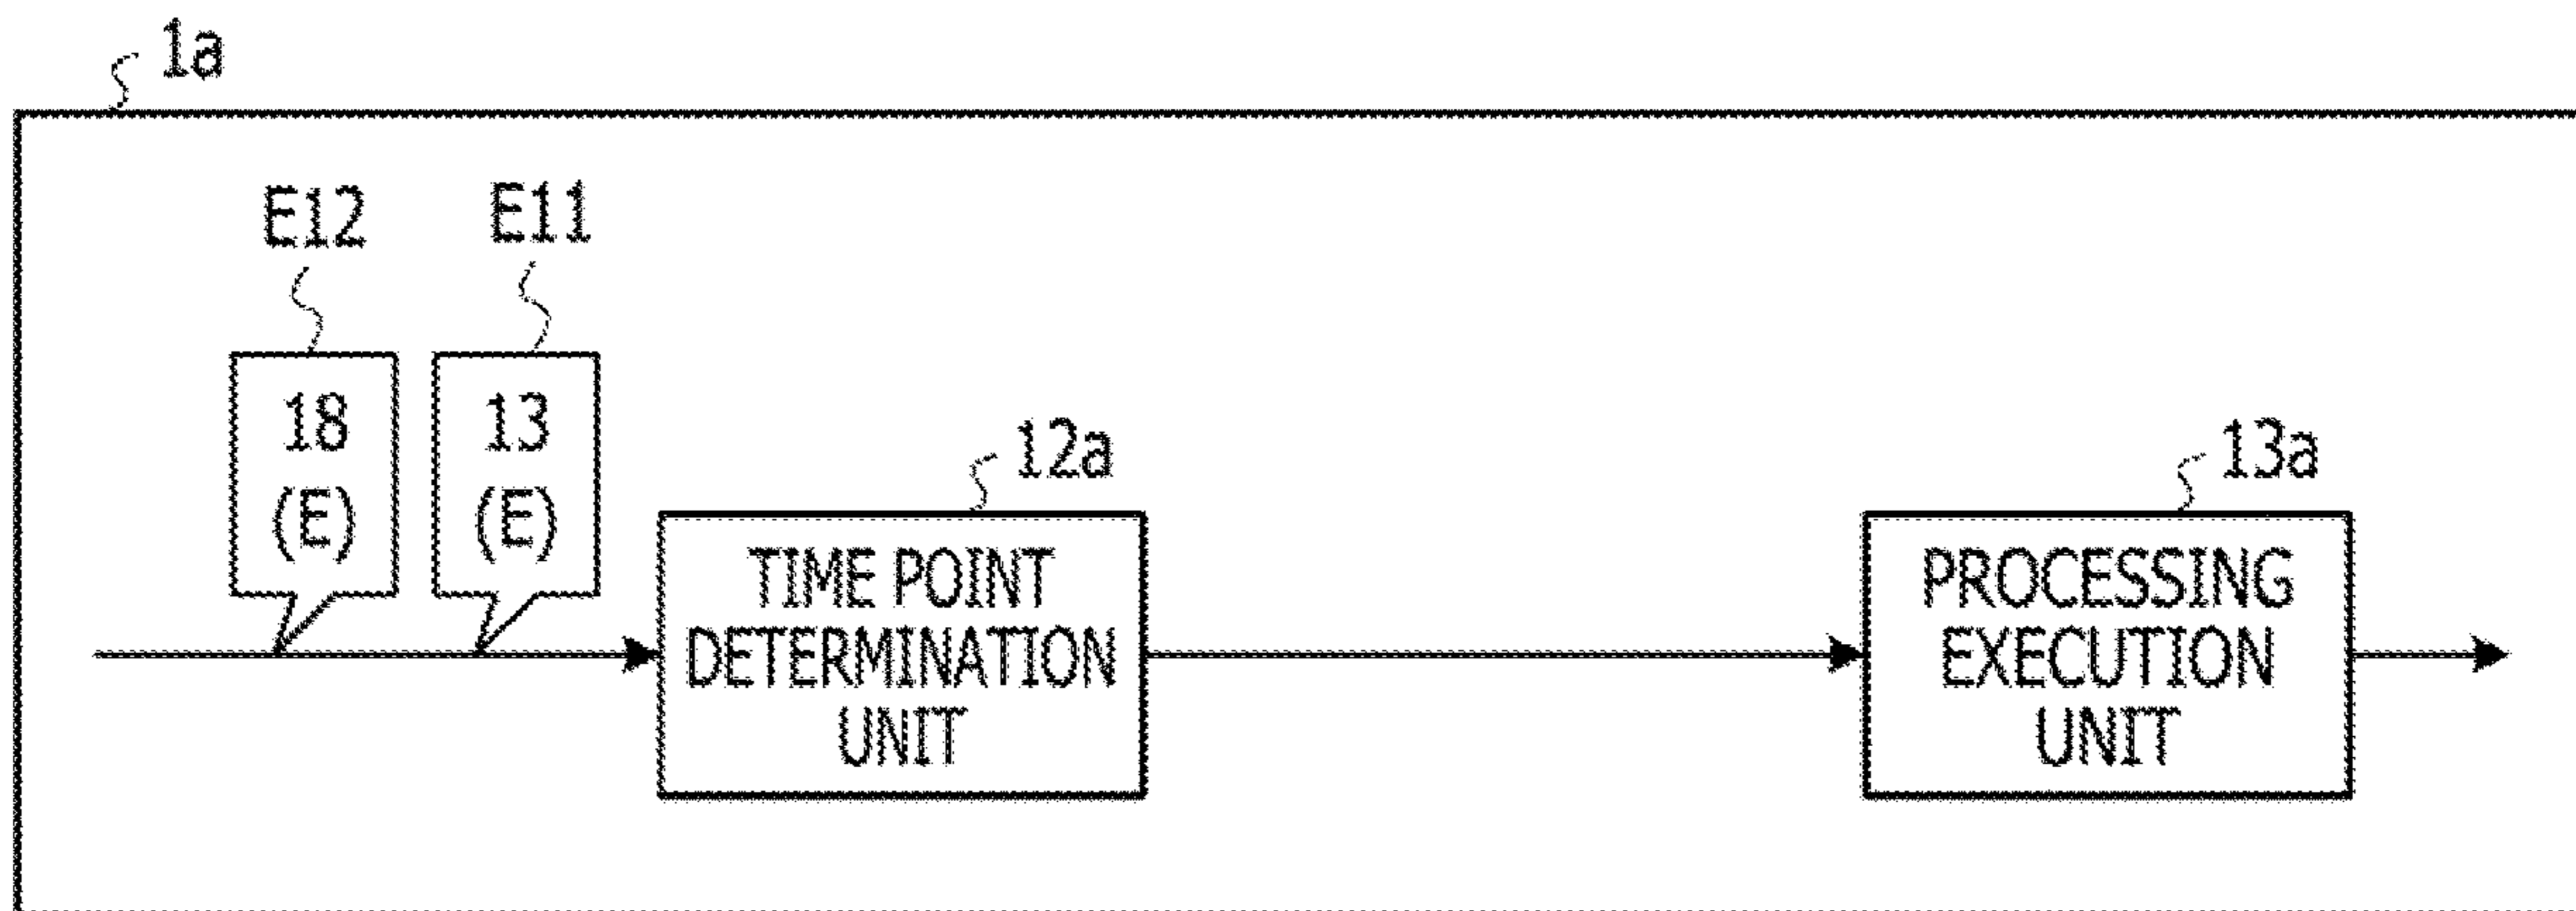 1a
E12
E11
18
(E)
13
(E)
12a
TIME POINT
DETERMINATION
UNIT
13a
PROCESSING
EXECUTION
UNIT